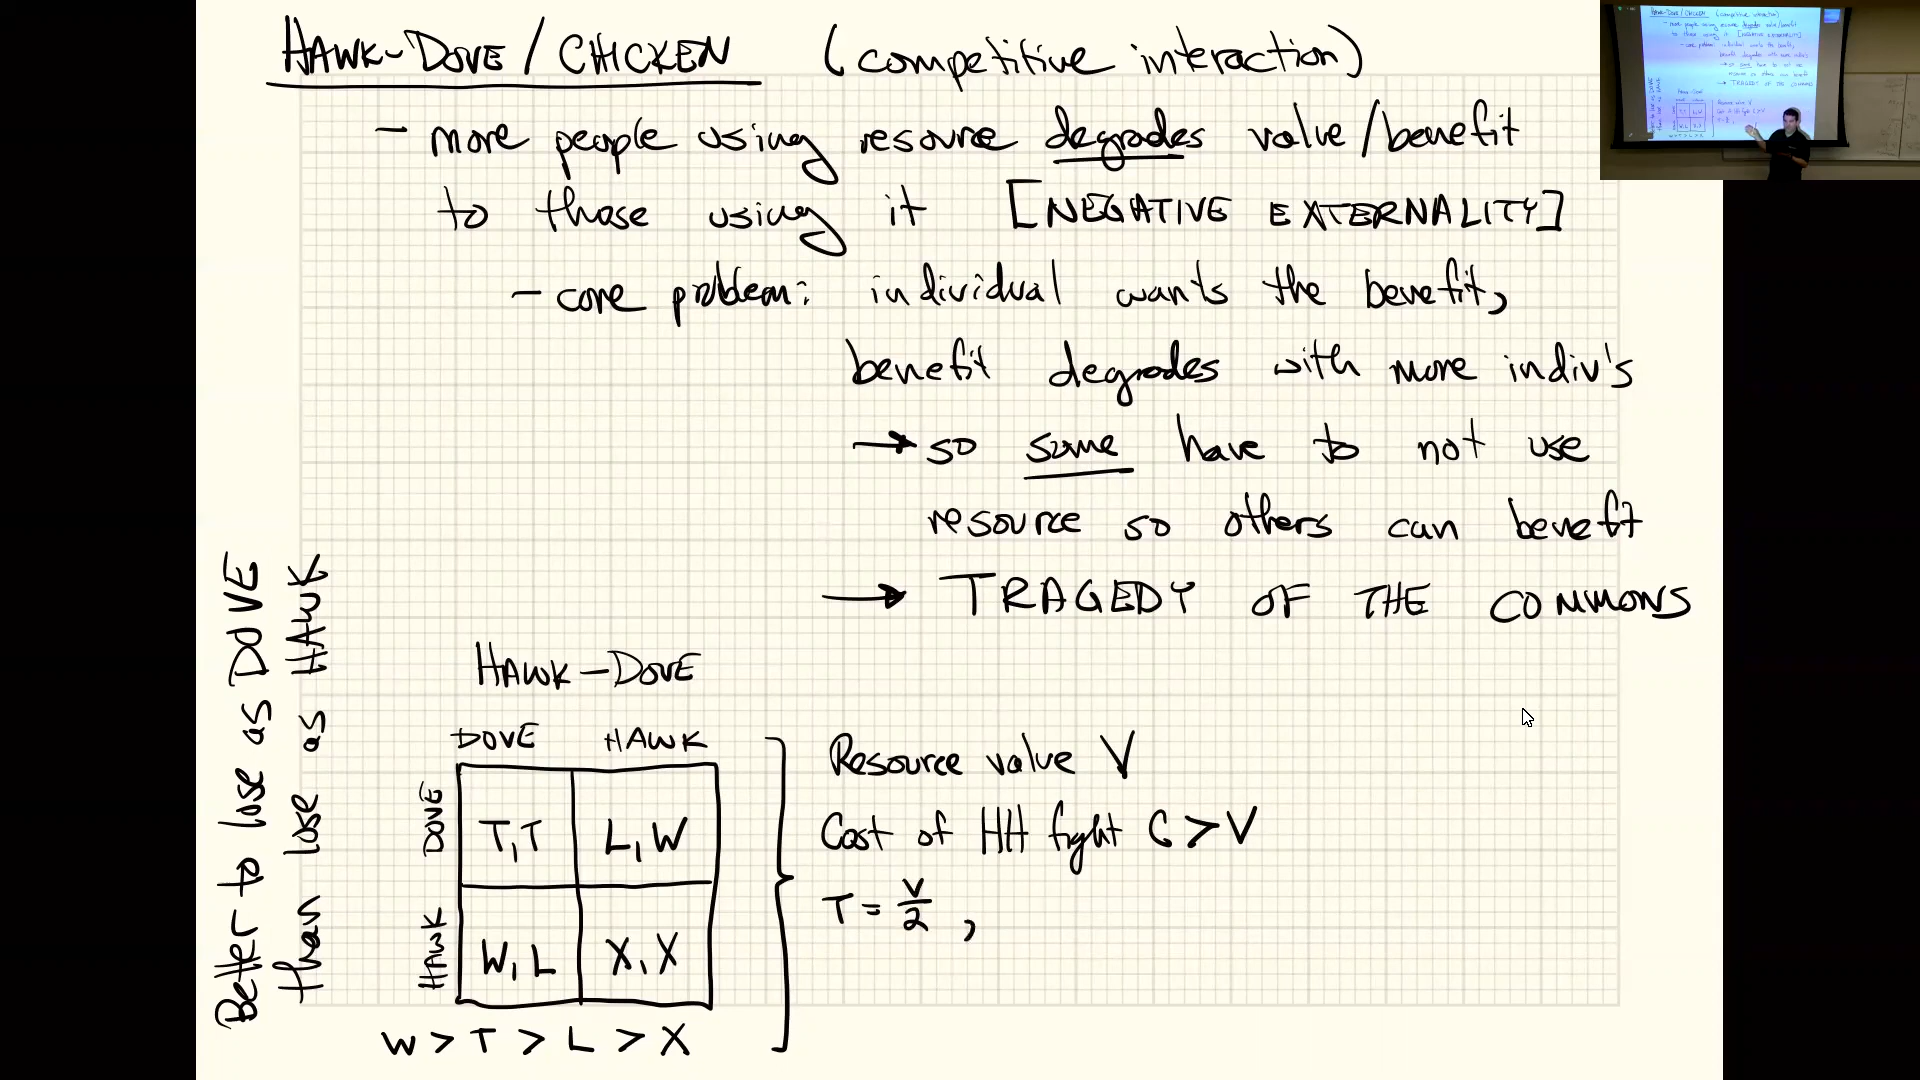 HAWK-DOVE / CHICKEN (competitive interaction)
- more people using resource degrades value/benefit
to those using it [NEGATIVE EXTERNALITY]
- core problem: individual wants the benefit,
benefit degrades with more indiv's
→ so some have to not use
resource so others can benefit
→ TRAGEDY OF THE COMMONS
Better to lose as DOVE
than lose as HAWK
HAWK-DOVE
DOVE HAWK
DOVE
T,T L,W
HAWK
W,L X,X
W > T > L > X
Resource value V
Cost of HH fight C > V
T = V/2 ,